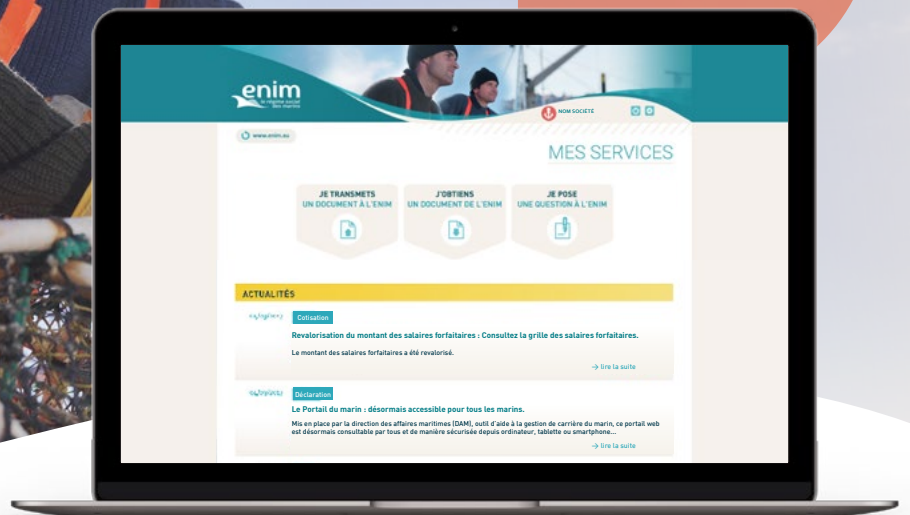 enim
le régime social
des marins
NOM SOCIÉTÉ
www.enim.eu
MES SERVICES
JE TRANSMETS
UN DOCUMENT À L'ENIM
J'OBTIENS
UN DOCUMENT DE L'ENIM
JE POSE
UNE QUESTION À L'ENIM
ACTUALITÉS
Cotisation
Revalorisation du montant des salaires forfaitaires : Consultez la grille des salaires forfaitaires.
Le montant des salaires forfaitaires a été revalorisé.
→ lire la suite
Déclaration
Le Portail du marin : désormais accessible pour tous les marins.
Mis en place par la direction des affaires maritimes (DAM), outil d'aide à la gestion de carrière du marin, ce portail web
est désormais consultable par tous et de manière sécurisée depuis ordinateur, tablette ou smartphone...
→ lire la suite